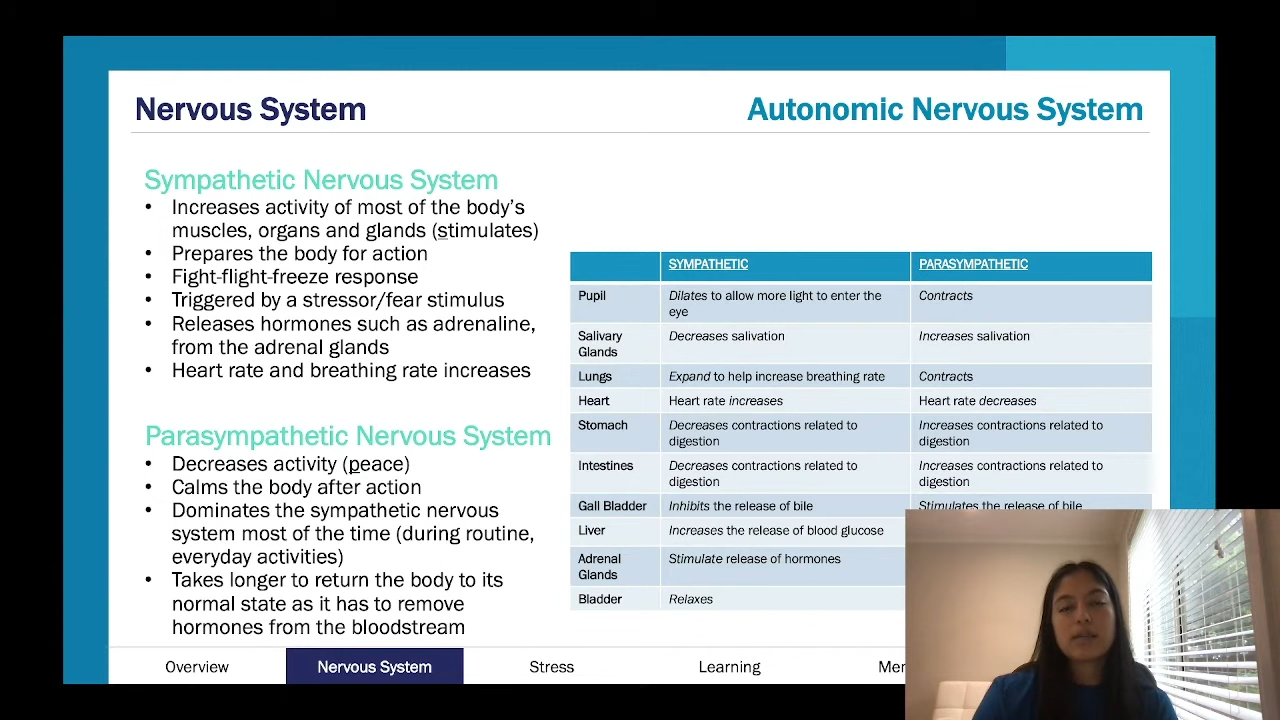 Nervous System
Autonomic Nervous System
Sympathetic Nervous System
• Increases activity of most of the body's
muscles, organs and glands (stimulates)
• Prepares the body for action
• Fight-flight-freeze response
• Triggered by a stressor/fear stimulus
• Releases hormones such as adrenaline,
from the adrenal glands
• Heart rate and breathing rate increases
Parasympathetic Nervous System
• Decreases activity (peace)
• Calms the body after action
• Dominates the sympathetic nervous
system most of the time (during routine,
everyday activities)
• Takes longer to return the body to its
normal state as it has to remove
hormones from the bloodstream
SYMPATHETIC PARASYMPATHETIC
Pupil Dilates to allow more light to enter the
eye Contracts
Salivary
Glands Decreases salivation Increases salivation
Lungs Expand to help increase breathing rate Contracts
Heart Heart rate increases Heart rate decreases
Stomach Decreases contractions related to
digestion Increases contractions related to
digestion
Intestines Decreases contractions related to
digestion Increases contractions related to
digestion
Gall Bladder Inhibits the release of bile Stimulates the release of bile
Liver Increases the release of blood glucose
Adrenal
Glands Stimulate release of hormones
Bladder Relaxes
Overview Nervous System Stress Learning